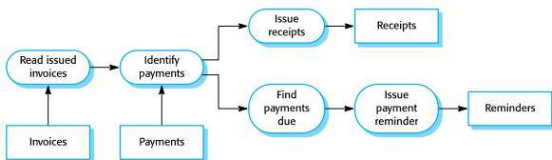 Issue
receipts
Receipts
Read issued
invoices
Identify
payments
Find
payments
due
Issue
payment
reminder
Reminders
Invoices
Payments